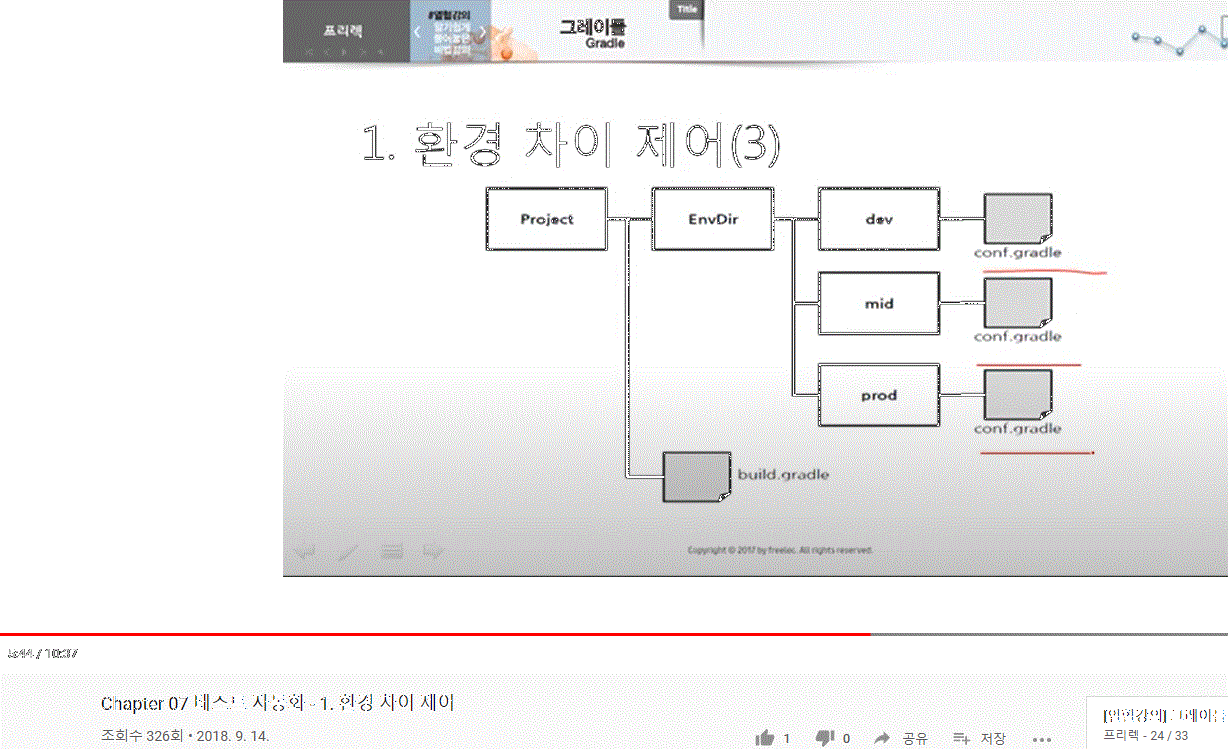 프리렉
#열혈강의
그레이들
Gradle
Title
1. 환경 차이 제어(3)
Project
EnvDir
dev
conf.gradle
mid
conf.gradle
prod
conf.gradle
build.gradle
Copyright © 2017 by freelec. All rights reserved.
/ 10:37
Chapter 07 테스트 자동화 - 1. 환경 차이 제어
조회수 326회 • 2018. 9. 14.
1
0
공유
저장
[열혈강의] 그레이들
프리렉 - 24 / 33